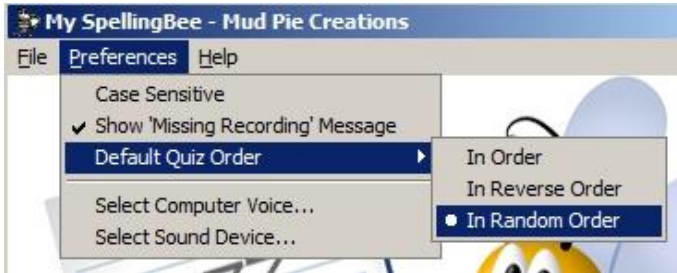 My SpellingBee - Mud Pie Creations
File Preferences Help
Case Sensitive
Show 'Missing Recording' Message
Default Quiz Order
Select Computer Voice...
Select Sound Device...
In Order
In Reverse Order
In Random Order